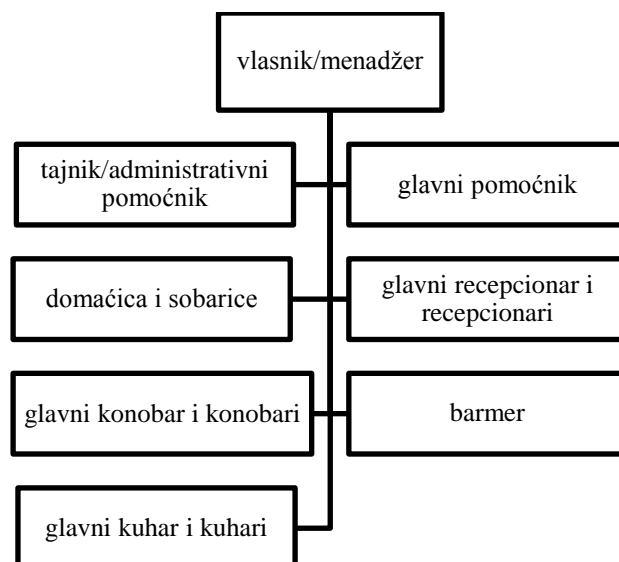 vlasnik/menadžer
tajnik/administrativni
pomoćnik
glavni pomoćnik
domaćica i sobarice
glavni recepcionar i
recepcionari
glavni konobar i konobari
barmer
glavni kuhar i kuhari